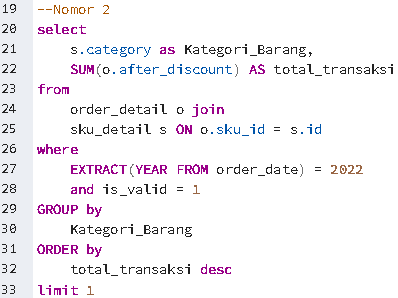 19 --Nomor 2
20 select
21     s.category as Kategori_Barang,
22     SUM(o.after_discount) AS total_transaksi
23 from
24     order_detail o join
25     sku_detail s ON o.sku_id = s.id
26 where
27     EXTRACT(YEAR FROM order_date) = 2022
28     and is_valid = 1
29 GROUP by
30     Kategori_Barang
31 ORDER by
32     total_transaksi desc
33 limit 1